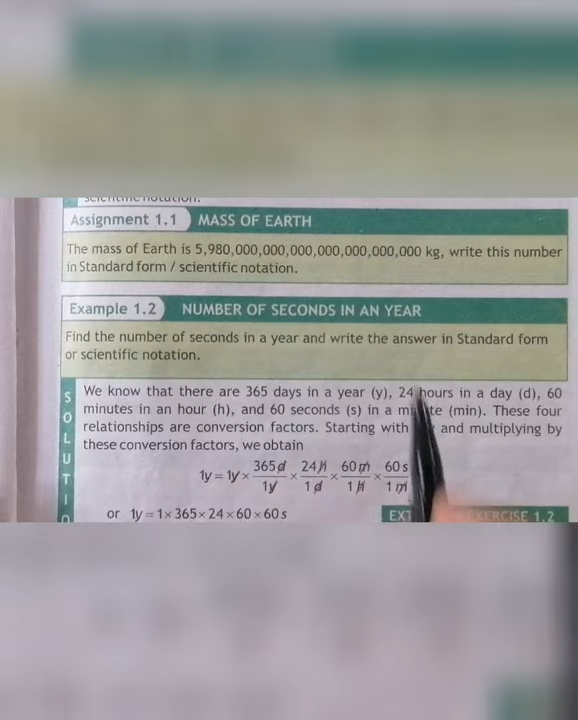 scientific notation.
Assignment 1.1 MASS OF EARTH
The mass of Earth is 5,980,000,000,000,000,000,000,000 kg, write this number
in Standard form / scientific notation.
Example 1.2 NUMBER OF SECONDS IN AN YEAR
Find the number of seconds in a year and write the answer in Standard form
or scientific notation.
SOLUTIO
We know that there are 365 days in a year (y), 24 hours in a day (d), 60
minutes in an hour (h), and 60 seconds (s) in a (min). These four
relationships are conversion factors. Starting with and multiplying by
these conversion factors, we obtain
1y = 1y × 365d/1y × 24h/1d × 60m/1h × 60s/1m
or 1y = 1 × 365 × 24 × 60 × 60 s
EXERCISE 1.2